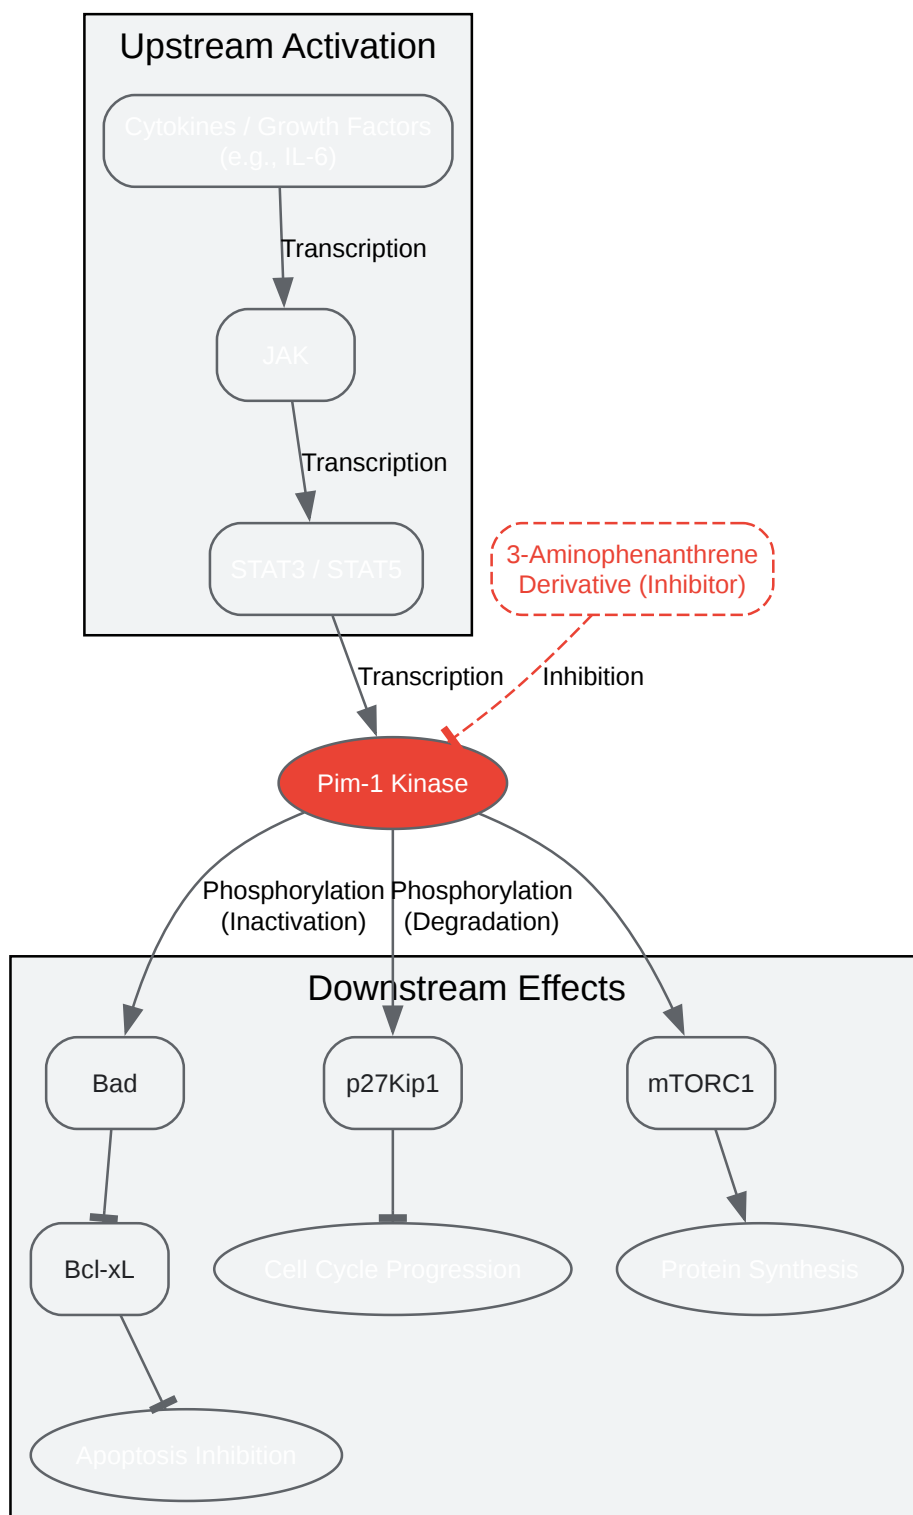 Upstream Activation
Cytokines / Growth Factors
(e.g., IL-6)
Transcription
JAK
Transcription
STAT3 / STAT5
3-Aminophenanthrene
Derivative (Inhibitor)
Transcription
Inhibition
Pim-1 Kinase
Phosphorylation
(Inactivation)
Phosphorylation
(Degradation)
Downstream Effects
Bad
p27Kip1
mTORC1
Bcl-xL
Cell Cycle Progression
Protein Synthesis
Apoptosis Inhibition